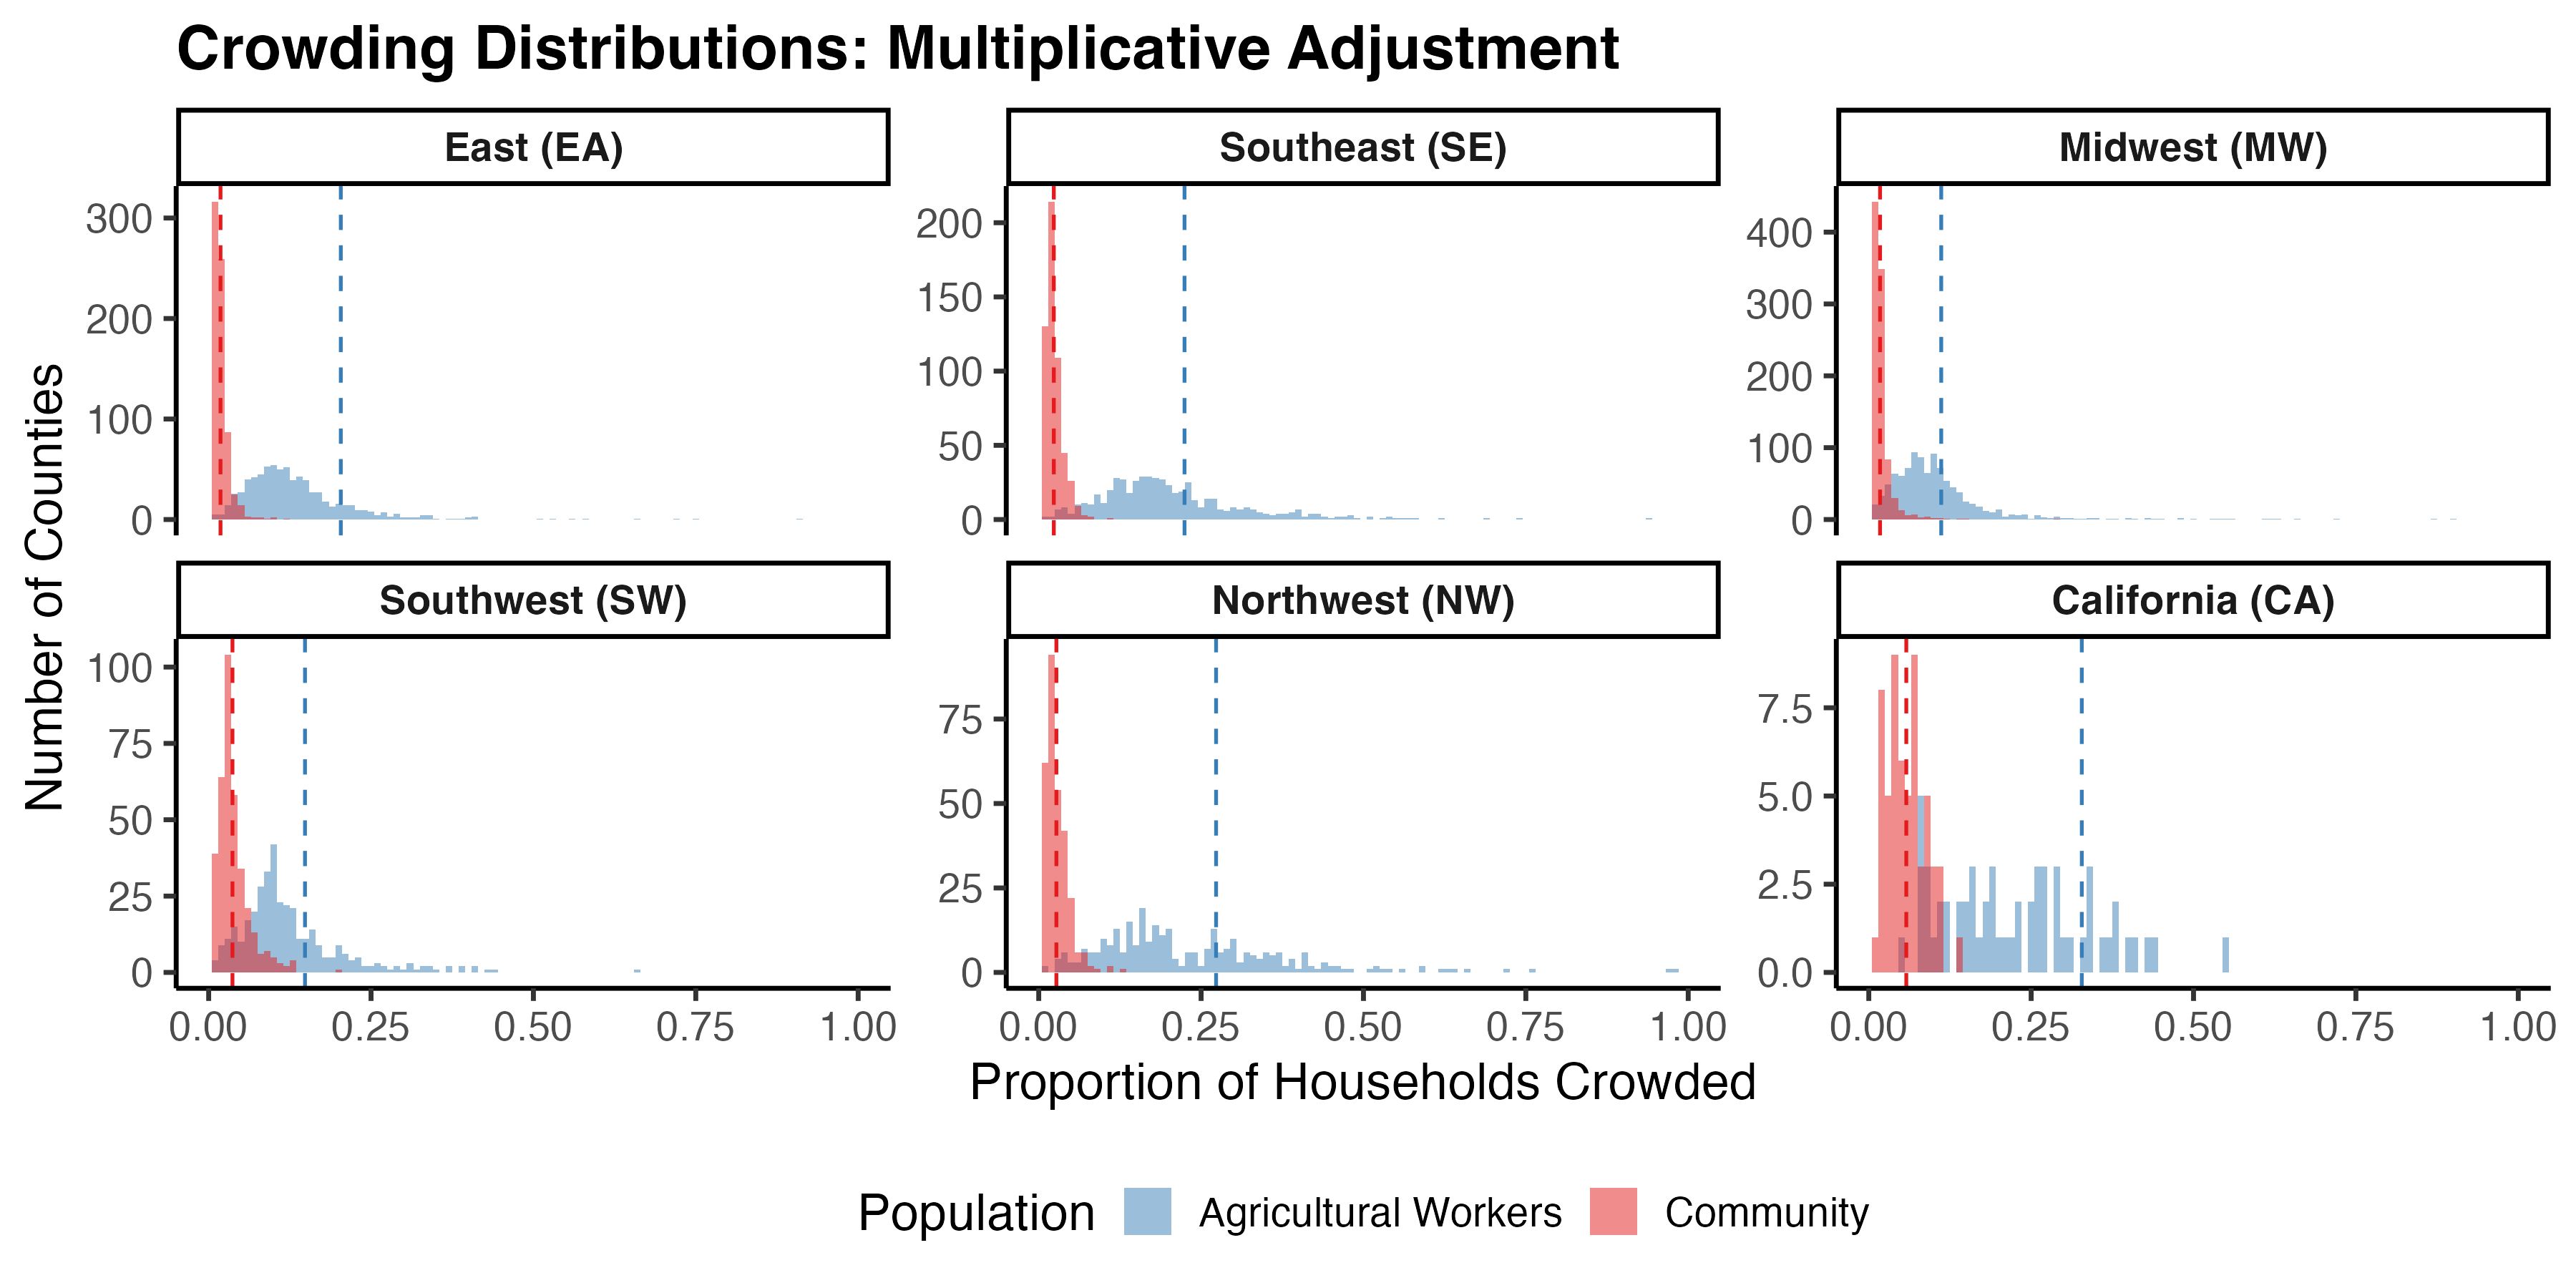 Crowding Distributions: Multiplicative Adjustment
East (EA)
Southeast (SE)
Midwest (MW)
300
200
100
0
200
150
100
50
0
400
300
200
100
0
Southwest (SW)
Northwest (NW)
California (CA)
100
75
50
25
0
75
50
25
0
7.5
5.0
2.5
0.0
0.00 0.25 0.50 0.75 1.00
0.00 0.25 0.50 0.75 1.00
0.00 0.25 0.50 0.75 1.00
Number of Counties
Proportion of Households Crowded
Population Agricultural Workers Community